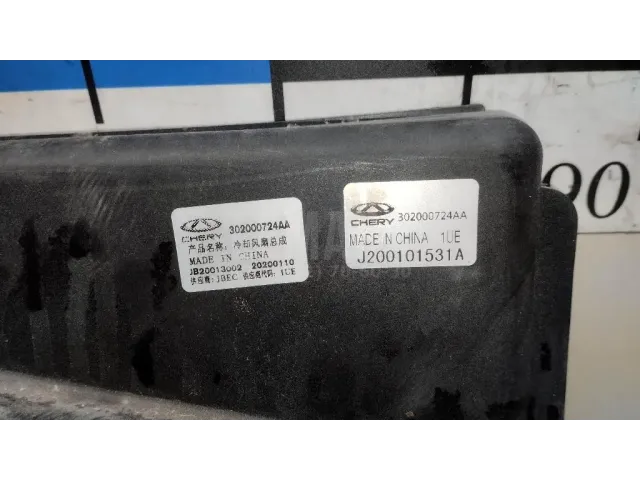 CHERY 302000724AA
产品名称: 冷却风扇总成
MADE IN CHINA
JB20013002 20200110
供应商: JBEC 供应商代码: 1UE
CHERY 302000724AA
MADE IN CHINA 1UE
J200101531A
90